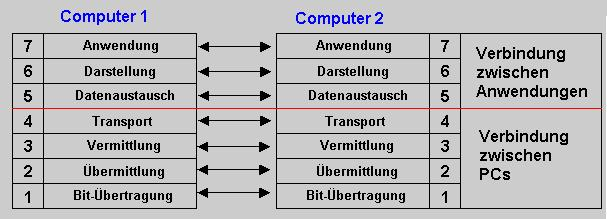 Computer 1 Computer 2
7 Anwendung Anwendung 7
6 Darstellung Darstellung 6
5 Datenaustausch Datenaustausch 5
4 Transport Transport 4
3 Vermittlung Vermittlung 3
2 Übermittlung Übermittlung 2
1 Bit-Übertragung Bit-Übertragung 1
Verbindung
zwischen
Anwendungen
Verbindung
zwischen
PCs